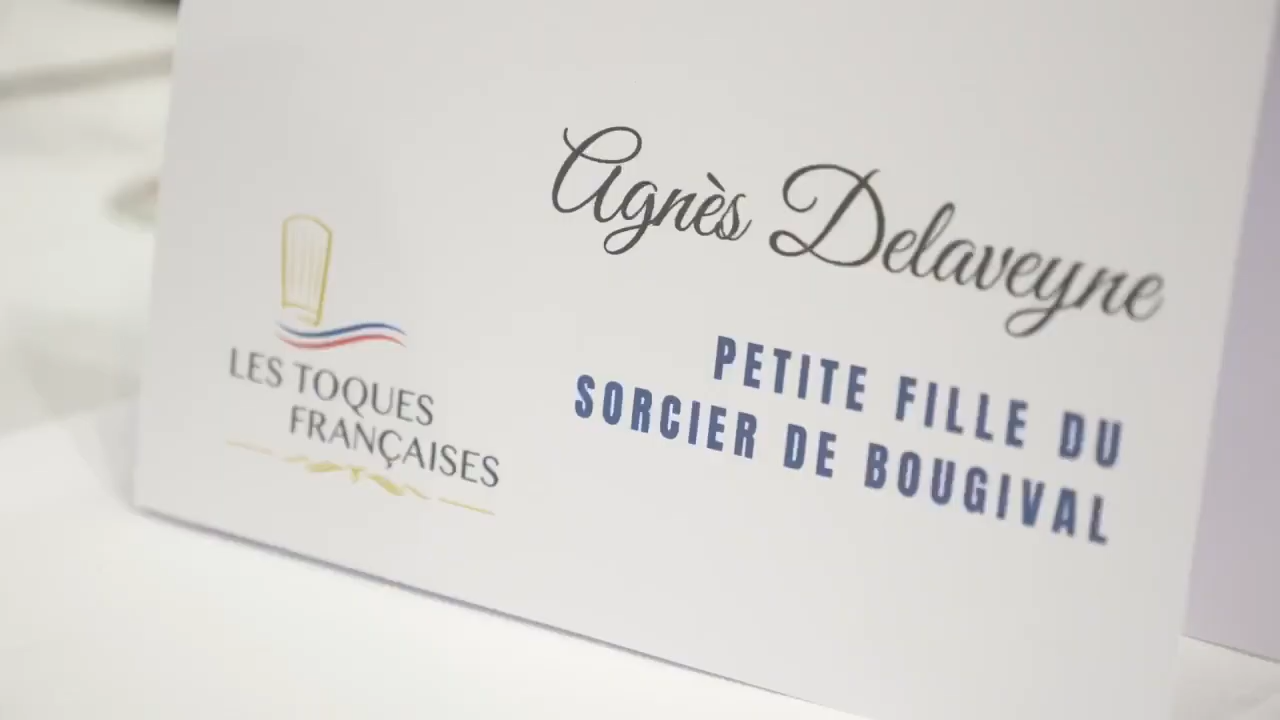 Agnès Delaveyne
PETITE FILLE DU
SORCIER DE BOUGIVAL
LES TOQUES
FRANÇAISES